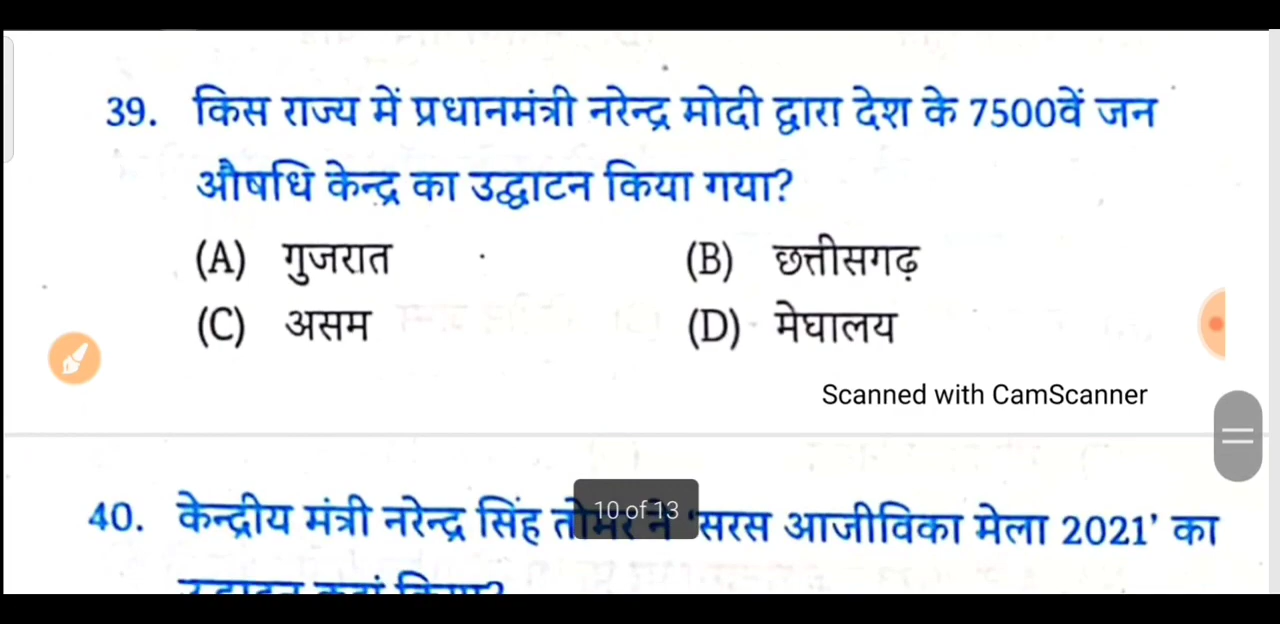 39. किस राज्य में प्रधानमंत्री नरेन्द्र मोदी द्वारा देश के 7500वें जन
औषधि केन्द्र का उद्घाटन किया गया?
(A) गुजरात (B) छत्तीसगढ़
(C) असम (D) मेघालय
Scanned with CamScanner
40. केन्द्रीय मंत्री नरेन्द्र सिंह तोमर ने 'सरस आजीविका मेला 2021' का
10 of 13